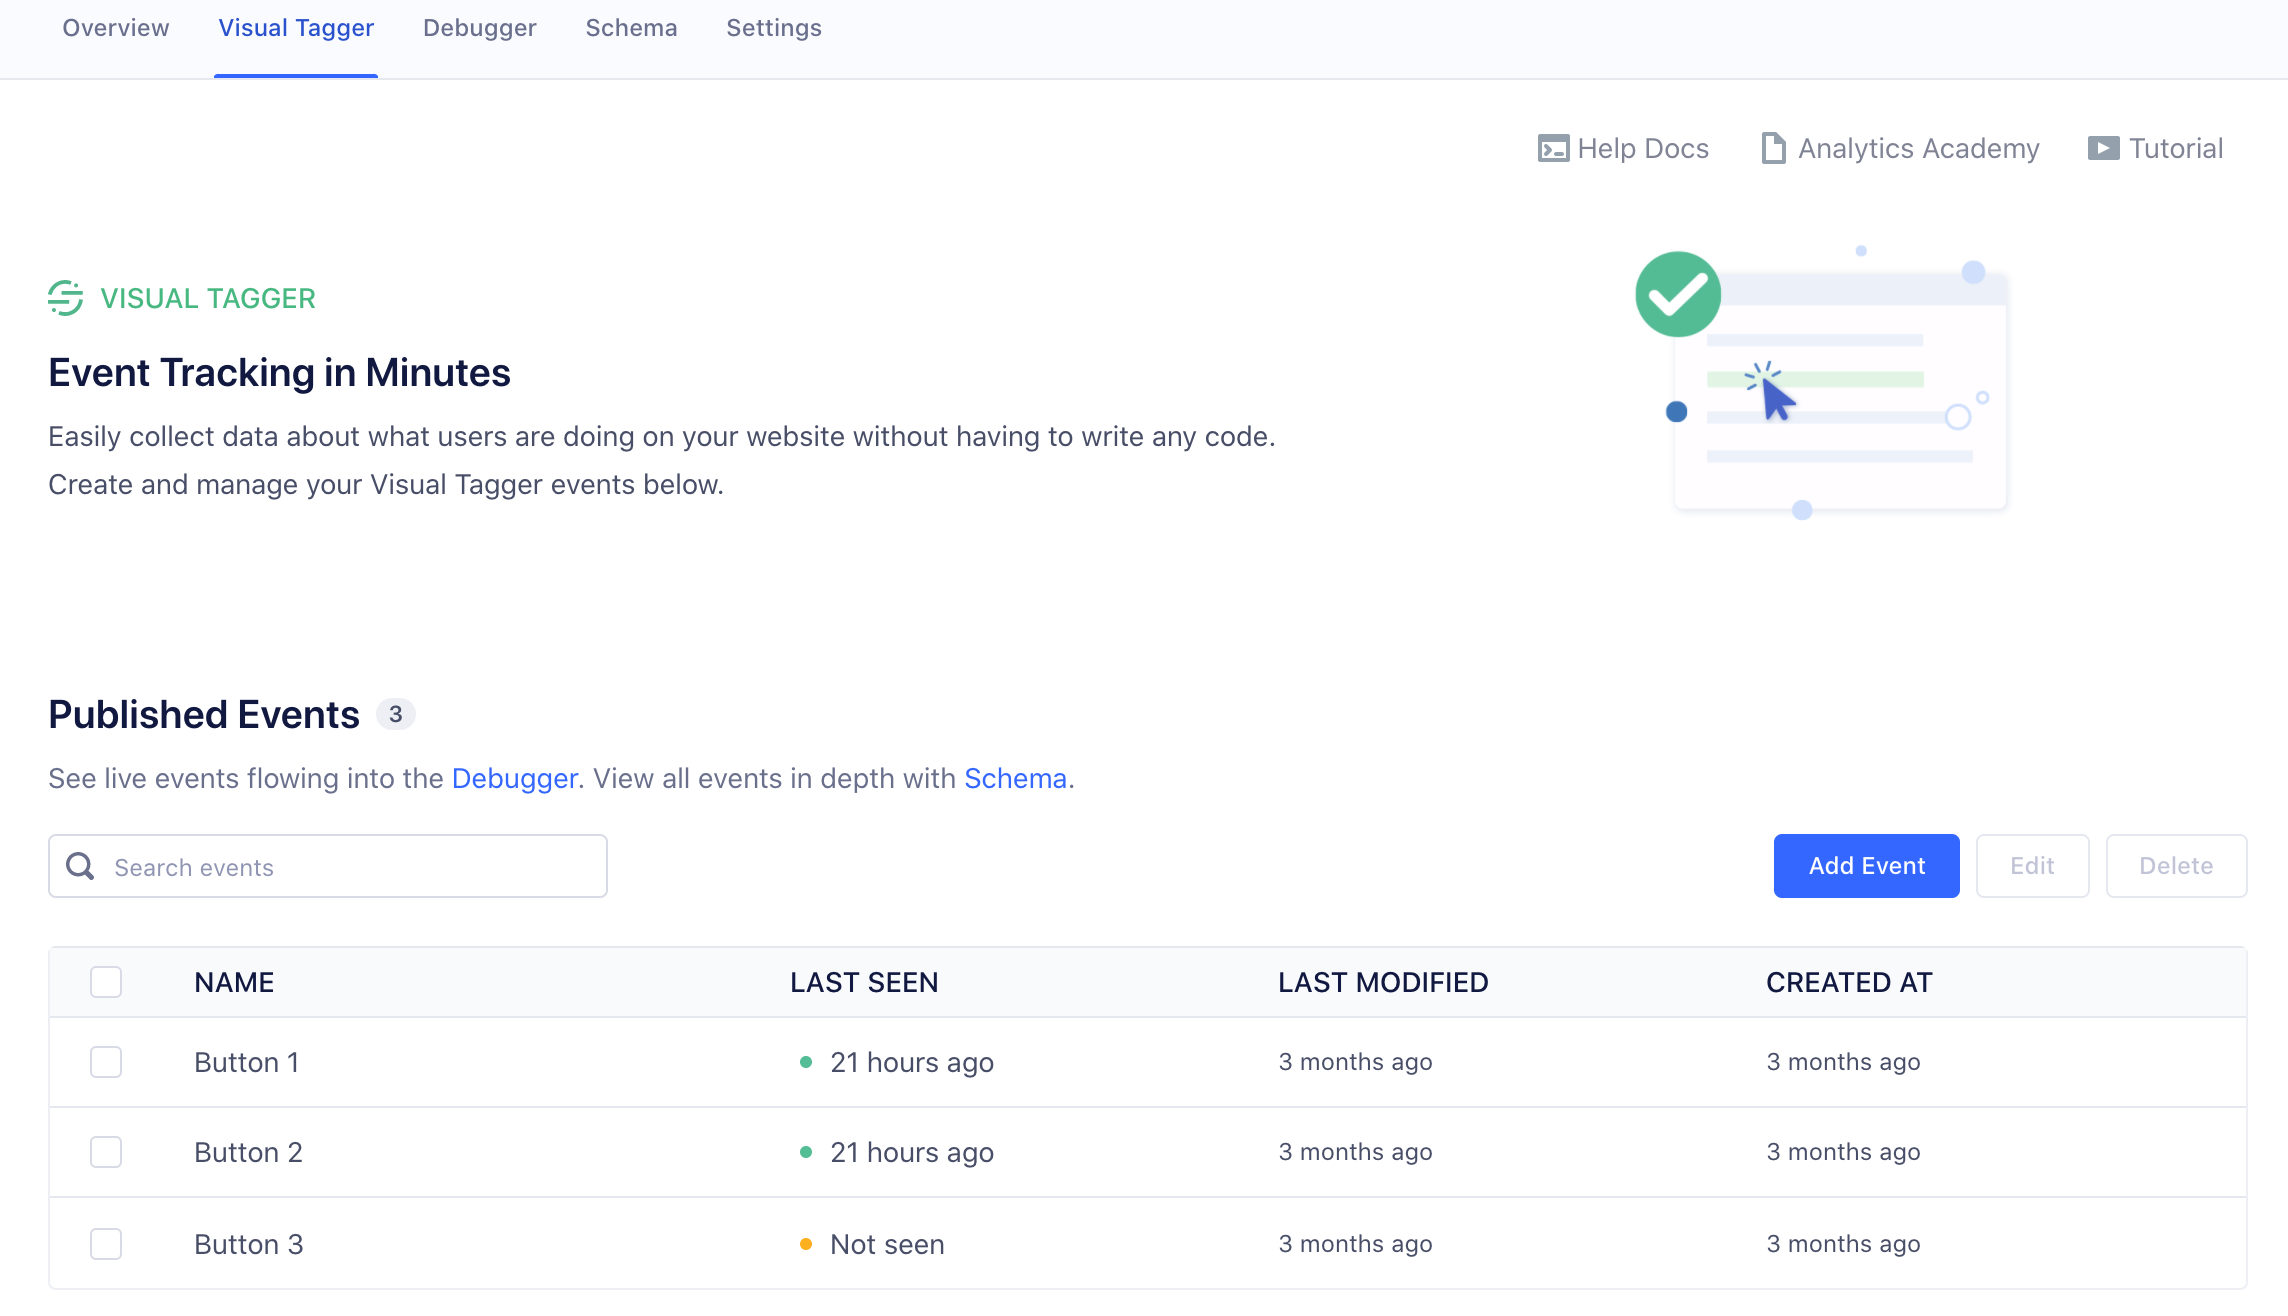 Overview Visual Tagger Debugger Schema Settings
Help Docs Analytics Academy Tutorial
VISUAL TAGGER
Event Tracking in Minutes
Easily collect data about what users are doing on your website without having to write any code.
Create and manage your Visual Tagger events below.
Published Events 3
See live events flowing into the Debugger. View all events in depth with Schema.
Search events Add Event Edit Delete
NAME LAST SEEN LAST MODIFIED CREATED AT
Button 1 21 hours ago 3 months ago 3 months ago
Button 2 21 hours ago 3 months ago 3 months ago
Button 3 Not seen 3 months ago 3 months ago